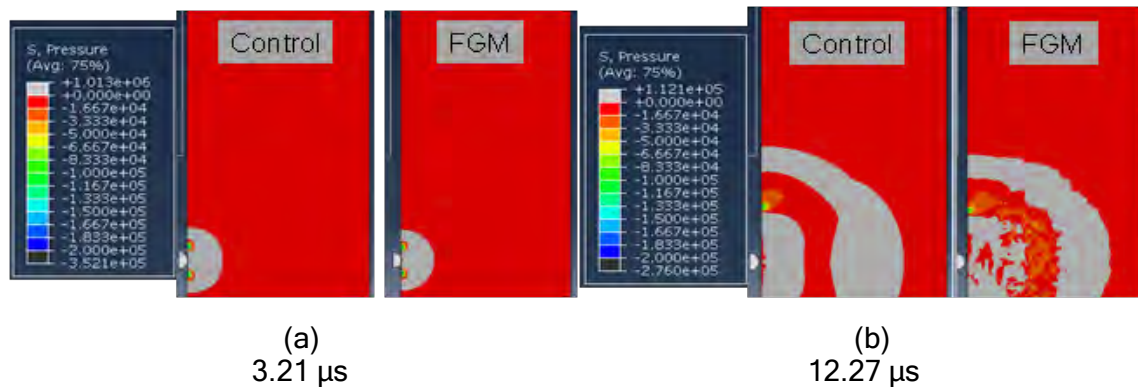 S, Pressure
(Avg: 75%)
+1.013e+06
+0.000e+00
-1.667e+04
-3.333e+04
-5.000e+04
-6.667e+04
-8.333e+04
-1.000e+05
-1.167e+05
-1.333e+05
-1.500e+05
-1.667e+05
-1.833e+05
-2.000e+05
-3.521e+05
Control
FGM
S, Pressure
(Avg: 75%)
+1.121e+05
+0.000e+00
-1.667e+04
-3.333e+04
-5.000e+04
-6.667e+04
-8.333e+04
-1.000e+05
-1.167e+05
-1.333e+05
-1.500e+05
-1.667e+05
-1.833e+05
-2.000e+05
-2.760e+05
Control
FGM
(a)
3.21 µs
(b)
12.27 µs